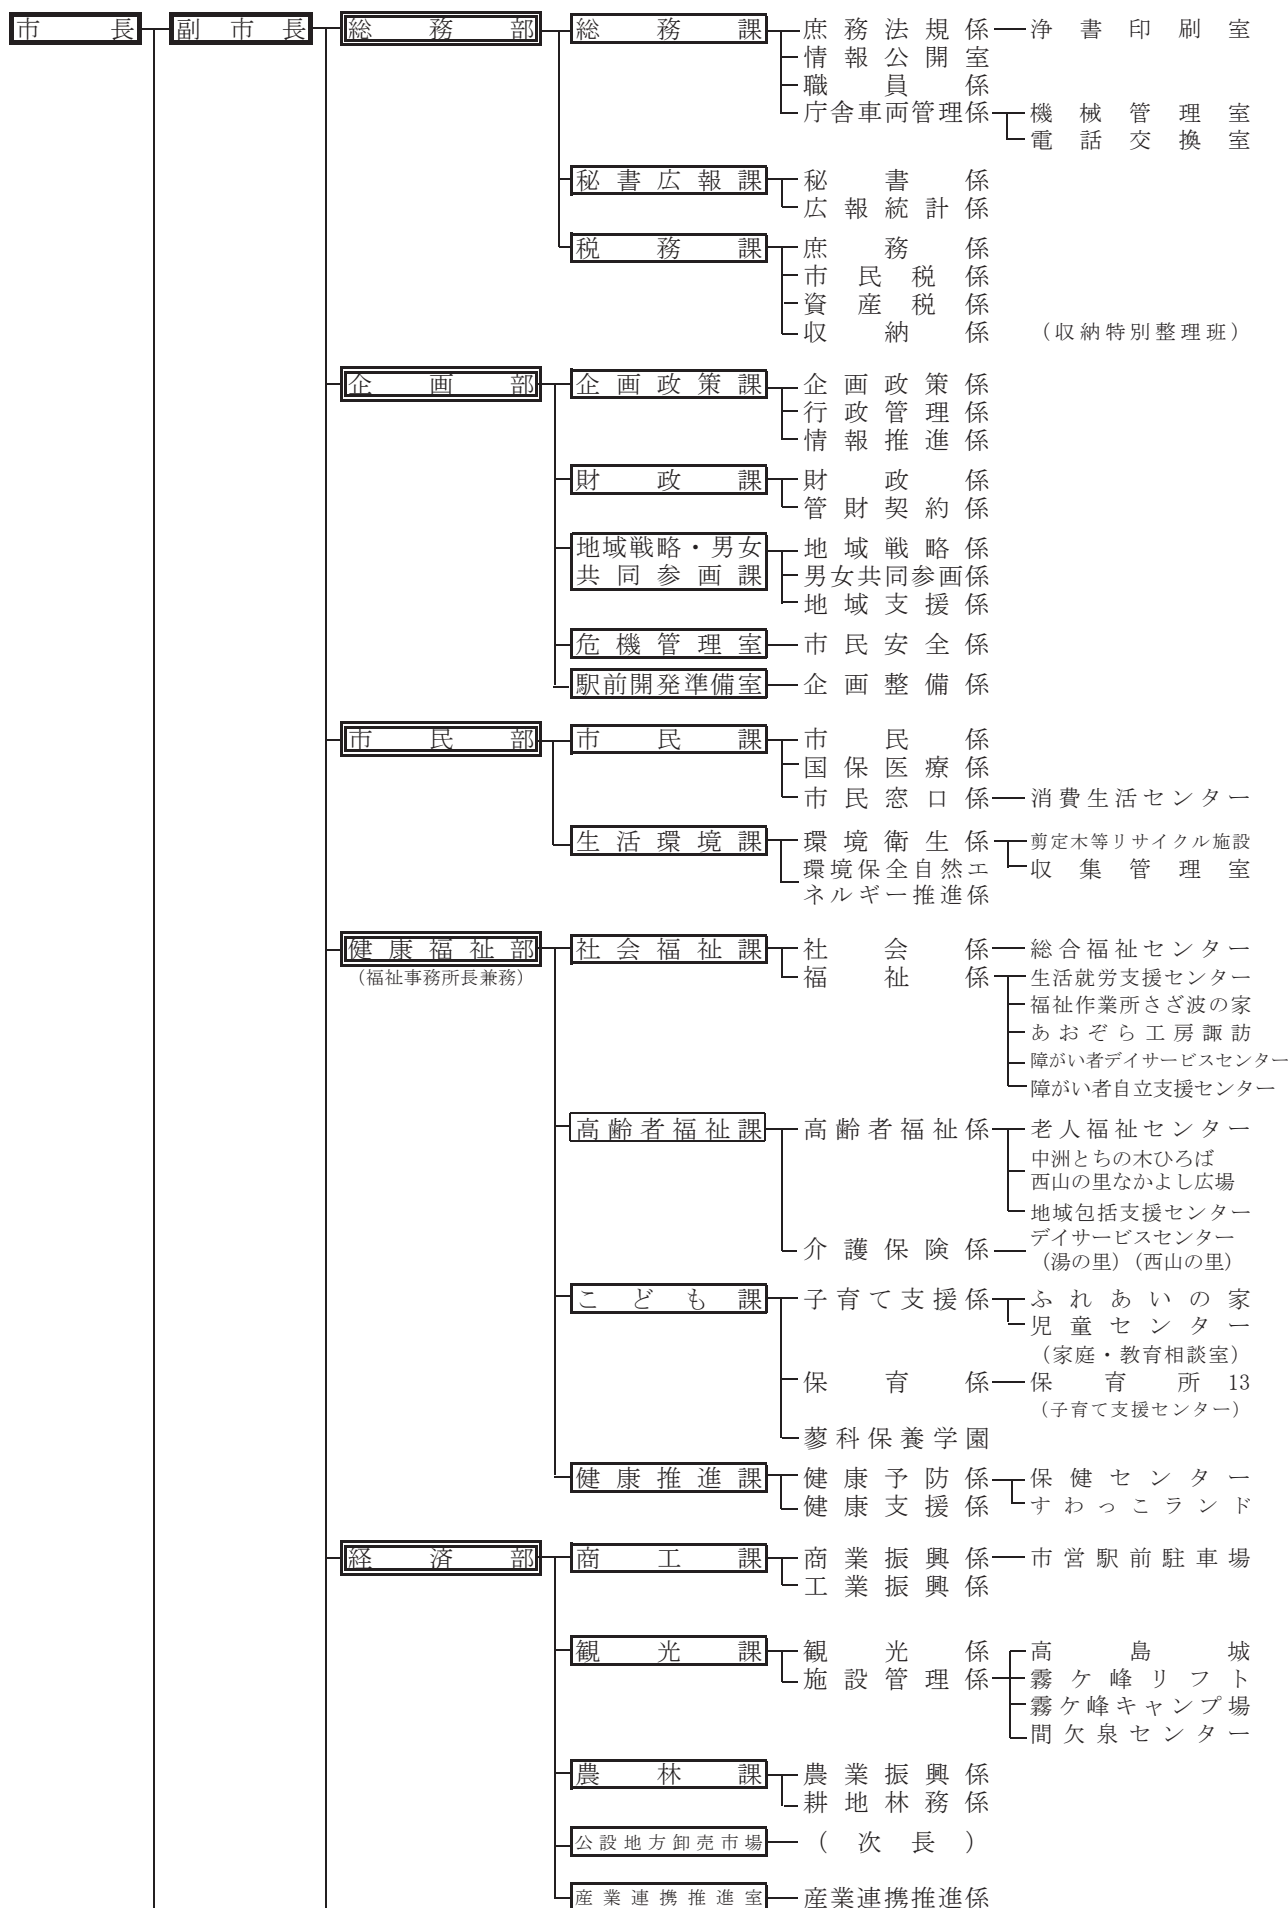 市長 副市長 総務部 総務課 庶務法規係 浄書印刷室
情報公開室
職員係
庁舎車両管理係 機械管理室
電話交換室
秘書広報課 秘書係
広報統計係
税務課 庶務係
市民税係
資産税係
収納係 （収納特別整理班）
企画部 企画政策課 企画政策係
行政管理係
情報推進係
財政課 財政係
管財契約係
地域戦略・男女 地域戦略係
共同参画課 男女共同参画係
地域支援係
危機管理室 市民安全係
駅前開発準備室 企画整備係
市民部 市民課 市民係
国保医療係
市民窓口係 消費生活センター
生活環境課 環境衛生係 剪定木等リサイクル施設
環境保全自然エ 収集管理室
ネルギー推進係
健康福祉部 社会福祉課 社会係 総合福祉センター
（福祉事務所長兼務） 福祉係 生活就労支援センター
福祉作業所さざ波の家
あおぞら工房諏訪
障がい者デイサービスセンター
障がい者自立支援センター
高齢者福祉課 高齢者福祉係 老人福祉センター
中洲とちの木ひろば
西山の里なかよし広場
地域包括支援センター
介護保険係 デイサービスセンター
（湯の里）（西山の里）
こども課 子育て支援係 ふれあいの家
児童センター
（家庭・教育相談室）
保育係 保育所13
（子育て支援センター）
蓼科保養学園
健康推進課 健康予防係 保健センター
健康支援係 すわっこランド
経済部 商工課 商業振興係 市営駅前駐車場
工業振興係
観光課 観光係 高島城
施設管理係 霧ケ峰リフト
霧ケ峰キャンプ場
間欠泉センター
農林課 農業振興係
耕地林務係
公設地方卸売市場 （次長）
産業連携推進室 産業連携推進係